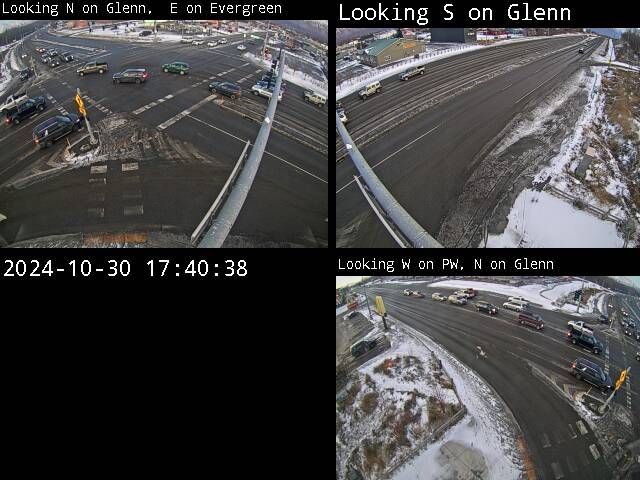 Looking N on Glenn,  E on Evergreen
Looking S on Glenn
2024-10-30 17:40:38
Looking W on PW, N on Glenn